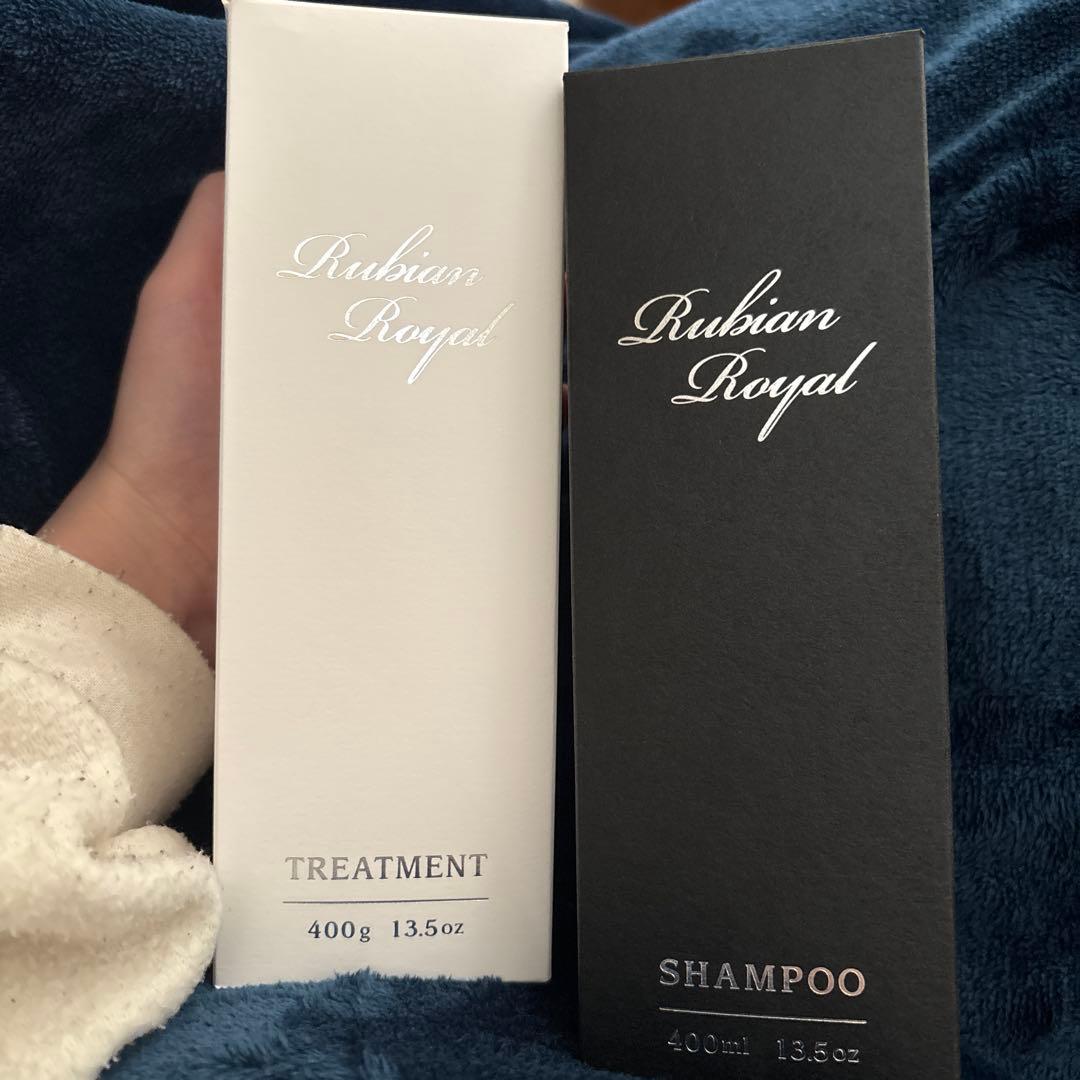 Rubian
Royal
TREATMENT
400g 13.5oz
Rubian
Royal
SHAMPOO
400ml 13.5oz